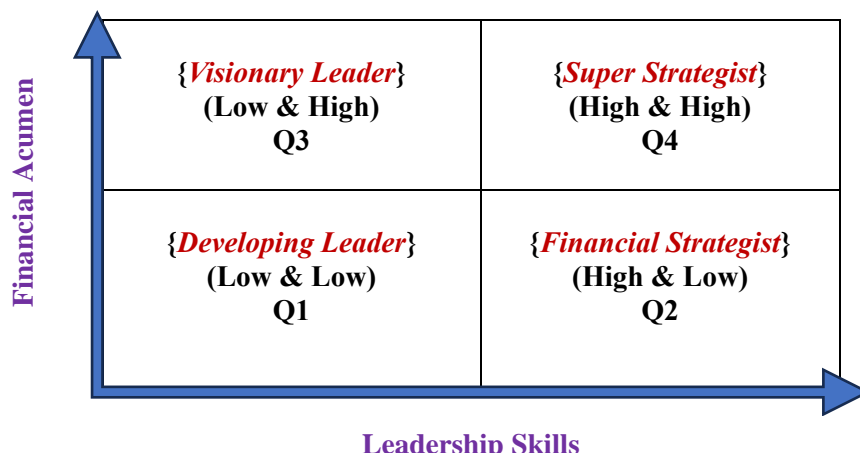 Financial Acumen
{Visionary Leader}
(Low & High)
Q3
{Super Strategist}
(High & High)
Q4
{Developing Leader}
(Low & Low)
Q1
{Financial Strategist}
(High & Low)
Q2
Leadership Skills